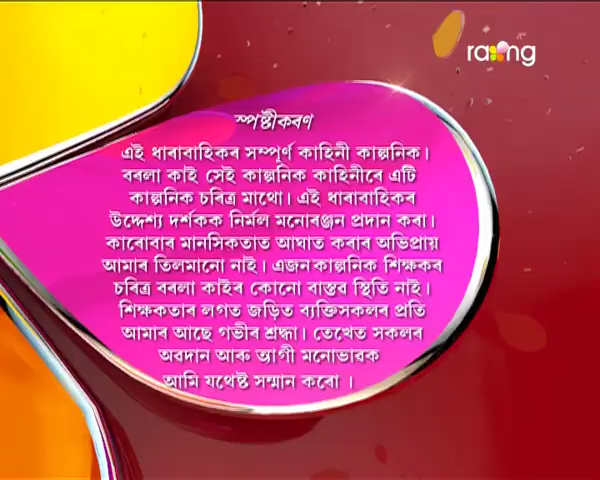 rang
স্পষ্টীকৰণ
এই ধাৰাবাহিকৰ সম্পূৰ্ণ কাহিনী কাল্পনিক।
বৰলা কাই সেই কাল্পনিক কাহিনীৰে এটি
কাল্পনিক চৰিত্ৰ মাথো। এই ধাৰাবাহিকৰ
উদ্দেশ্য দৰ্শকক নিৰ্মল মনোৰঞ্জন প্ৰদান কৰা।
কাৰোবাৰ মানসিকতাত আঘাত কৰাৰ অভিপ্ৰায়
আমাৰ তিলমানো নাই। এজন কাল্পনিক শিক্ষকৰ
চৰিত্ৰ বৰলা কাইৰ কোনো বাস্তৱ স্থিতি নাই।
শিক্ষকতাৰ লগত জড়িত ব্যক্তিসকলৰ প্ৰতি
আমাৰ আছে গভীৰ শ্ৰদ্ধা। তেখেত সকলৰ
অৱদান আৰু ত্যাগী মনোভাৱক
আমি যথেষ্ট সন্মান কৰো ।